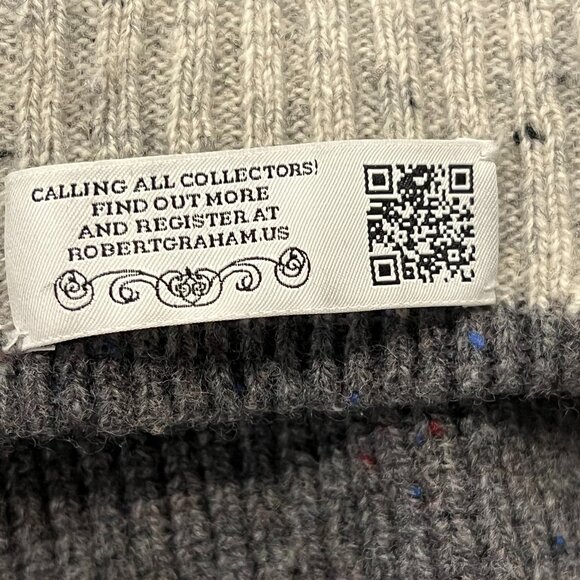 CALLING ALL COLLECTORS!
FIND OUT MORE
AND REGISTER AT
ROBERTGRAHAM.US